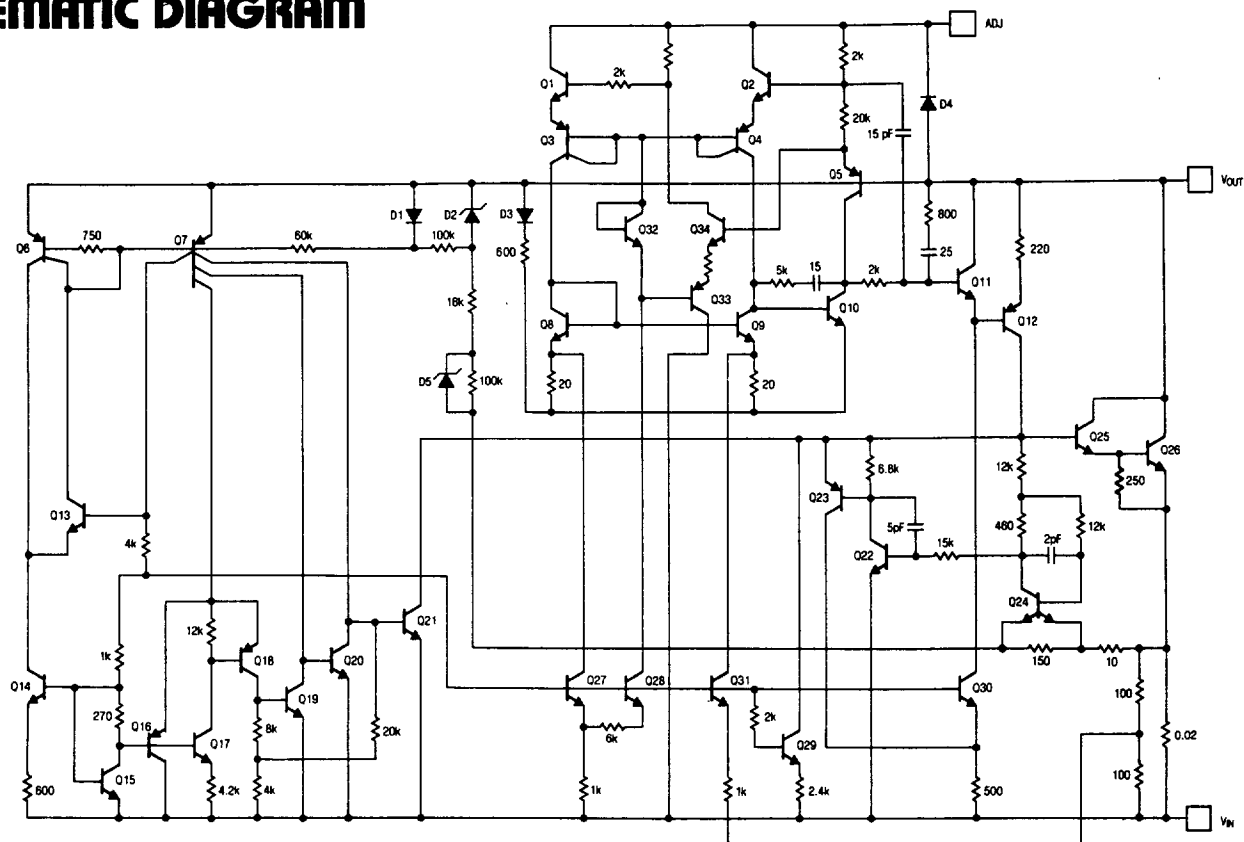 EMATIC DIAGRAM
ADJ
2k
Q1
2k
Q2
D4
20k
15 pF
Q3
Q4
Q5
VOUT
D1
D2
D3
800
Q6
750
Q7
60k
100k
600
Q32
Q34
220
25
5k
15
2k
Q11
18k
Q33
Q10
Q12
Q8
Q9
D5
100k
20
20
Q25
Q26
6.8k
12k
250
Q23
Q13
5pF
460
12k
4k
15k
2pF
Q22
Q24
12k
Q21
1k
Q18
Q20
150
10
Q14
Q27
Q28
Q31
Q30
Q19
270
100
Q16
8k
20k
2k
Q17
6k
Q29
0.02
Q15
100
600
4.2k
4k
1k
1k
2.4k
500
VIN